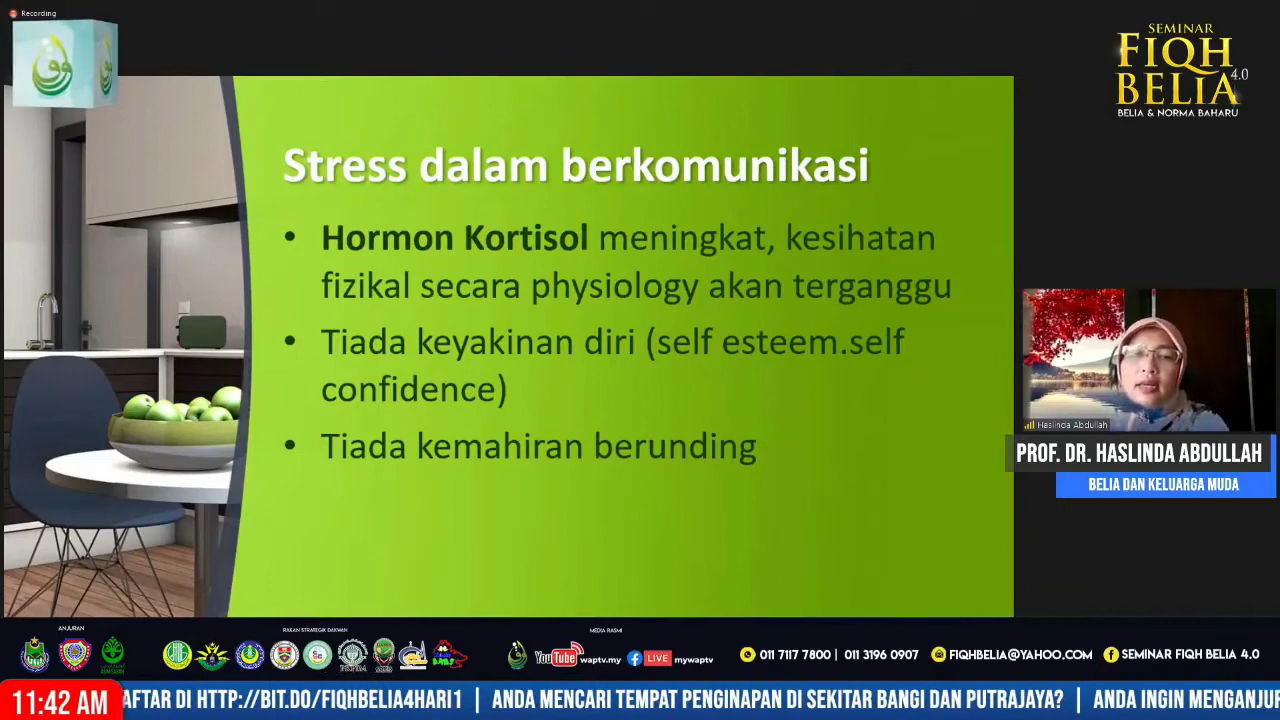 Recording
SEMINAR
FIQH
BELIA 4.0
BELIA & NORMA BAHARU
Stress dalam berkomunikasi
• Hormon Kortisol meningkat, kesihatan
fizikal secara physiology akan terganggu
• Tiada keyakinan diri (self esteem.self
confidence)
• Tiada kemahiran berunding
Haslinda Abdullah
PROF. DR. HASLINDA ABDULLAH
BELIA DAN KELUARGA MUDA
ANJURAN
RAKAN STRATEGIK DAKWAH
MEDIA RASMI
YouTube waptv.my LIVE mywaptv
011 7117 7800 | 011 3196 0907
FIQHBELIA@YAHOO.COM
SEMINAR FIQH BELIA 4.0
11:42 AM
AFTAR DI HTTP://BIT.DO/FIQHBELIA4HARI1 | ANDA MENCARI TEMPAT PENGINAPAN DI SEKITAR BANGI DAN PUTRAJAYA? | ANDA INGIN MENGANJUR